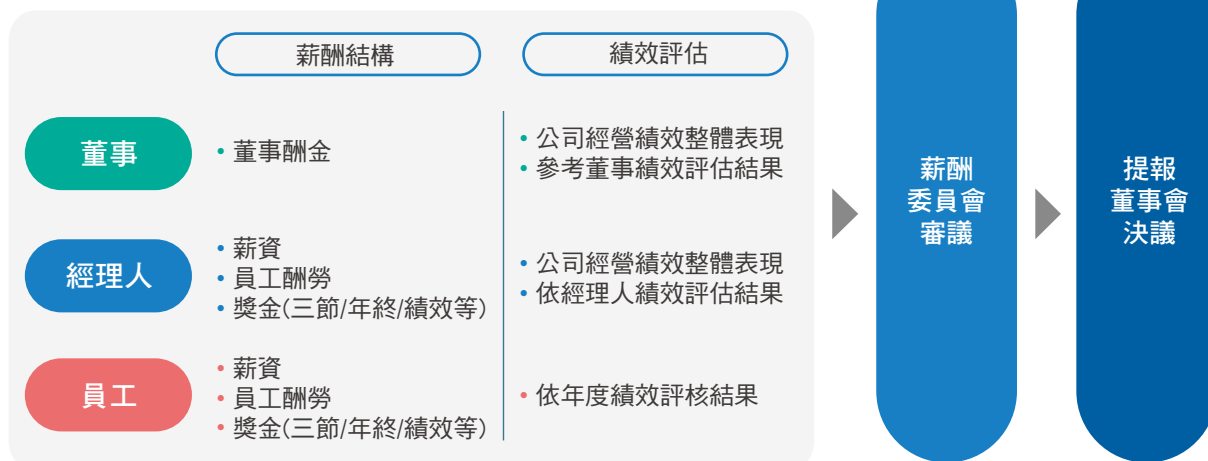 薪酬結構
績效評估
董事
• 董事酬金
• 公司經營績效整體表現
• 參考董事績效評估結果
經理人
• 薪資
• 員工酬勞
• 獎金(三節/年終/績效等)
• 公司經營績效整體表現
• 依經理人績效評估結果
員工
• 薪資
• 員工酬勞
• 獎金(三節/年終/績效等)
• 依年度績效評核結果
薪酬
委員會
審議
提報
董事會
決議